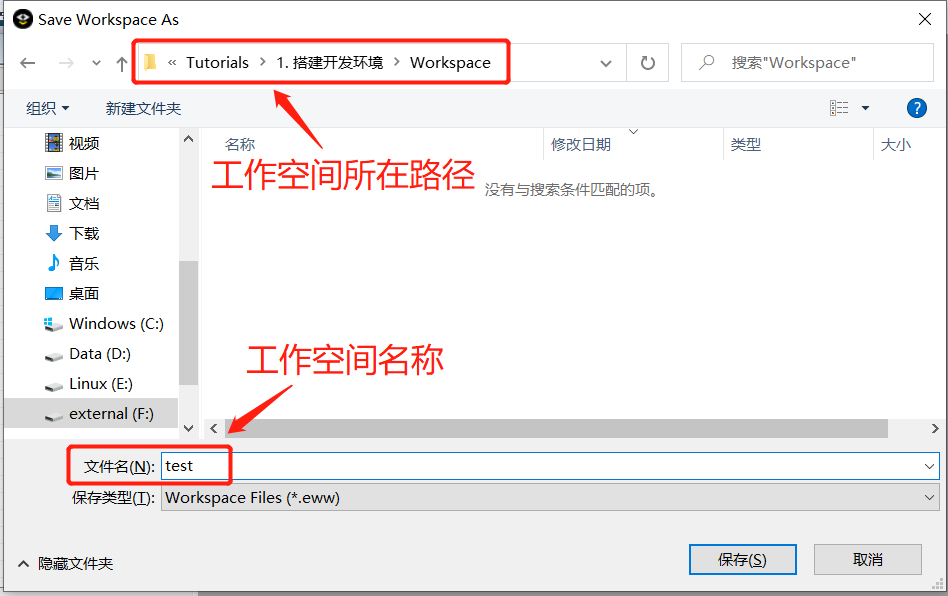 Save Workspace As
« Tutorials > 1. 搭建开发环境 > Workspace
搜索"Workspace"
组织
新建文件夹
视频
图片
文档
下载
音乐
桌面
Windows (C:)
Data (D:)
Linux (E:)
external (F:)
名称
修改日期
类型
大小
工作空间所在路径
没有与搜索条件匹配的项。
工作空间名称
文件名(N): test
保存类型(T): Workspace Files (*.eww)
隐藏文件夹
保存(S)
取消